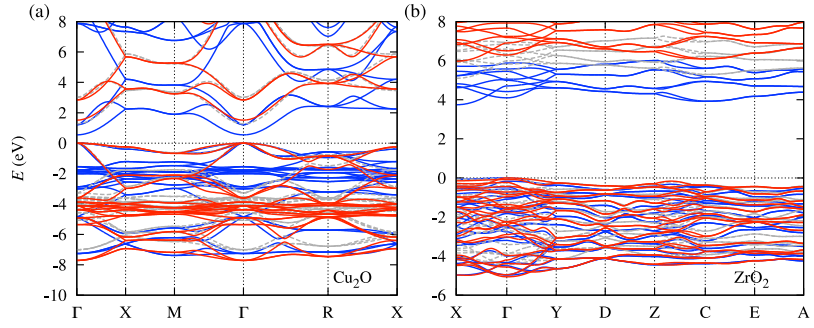 (a)
E (eV)
8
6
4
2
0
-2
-4
-6
-8
-10
Γ X M Γ R X
Cu₂O
(b)
8
6
4
2
0
-2
-4
-6
X Γ Y D Z C E A
ZrO₂